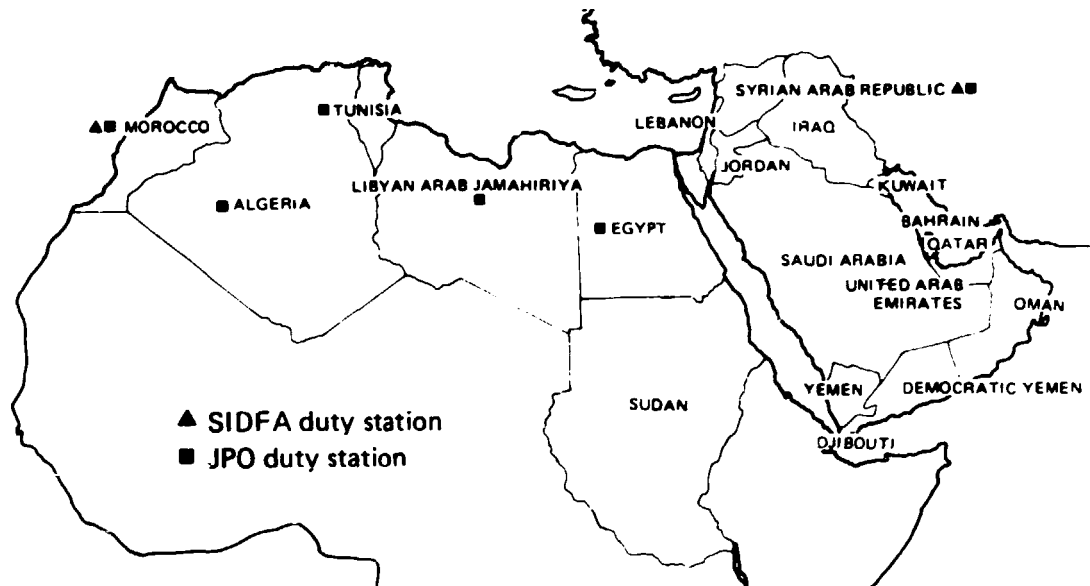 SYRIAN ARAB REPUBLIC
TUNISIA
LEBANON
MOROCCO
IRAQ
JORDAN
LIBYAN ARAB JAMAHIRIYA
KUWAIT
ALGERIA
BAHRAIN
EGYPT
QATAR
SAUDI ARABIA
UNITED ARAB
EMIRATES
OMAN
YEMEN
DEMOCRATIC YEMEN
SUDAN
▲ SIDFA duty station
DJIBOUTI
■ JPO duty station